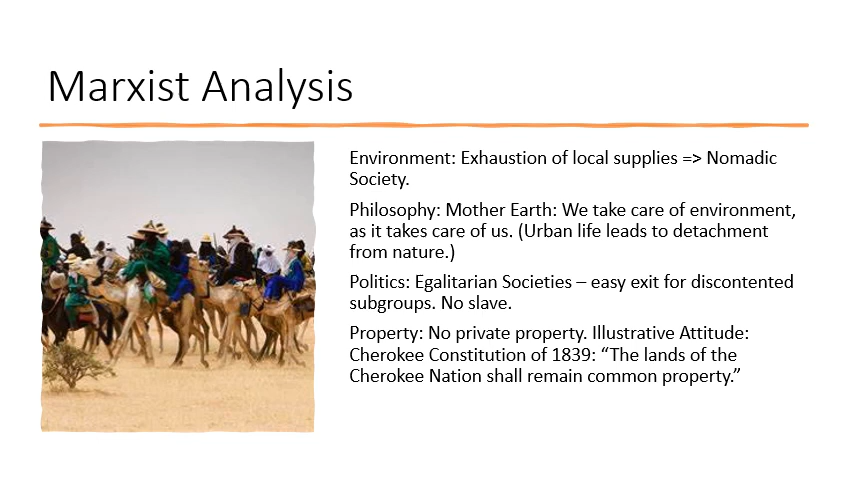 Marxist Analysis
Environment: Exhaustion of local supplies => Nomadic
Society.
Philosophy: Mother Earth: We take care of environment,
as it takes care of us. (Urban life leads to detachment
from nature.)
Politics: Egalitarian Societies – easy exit for discontented
subgroups. No slave.
Property: No private property. Illustrative Attitude:
Cherokee Constitution of 1839: “The lands of the
Cherokee Nation shall remain common property.”